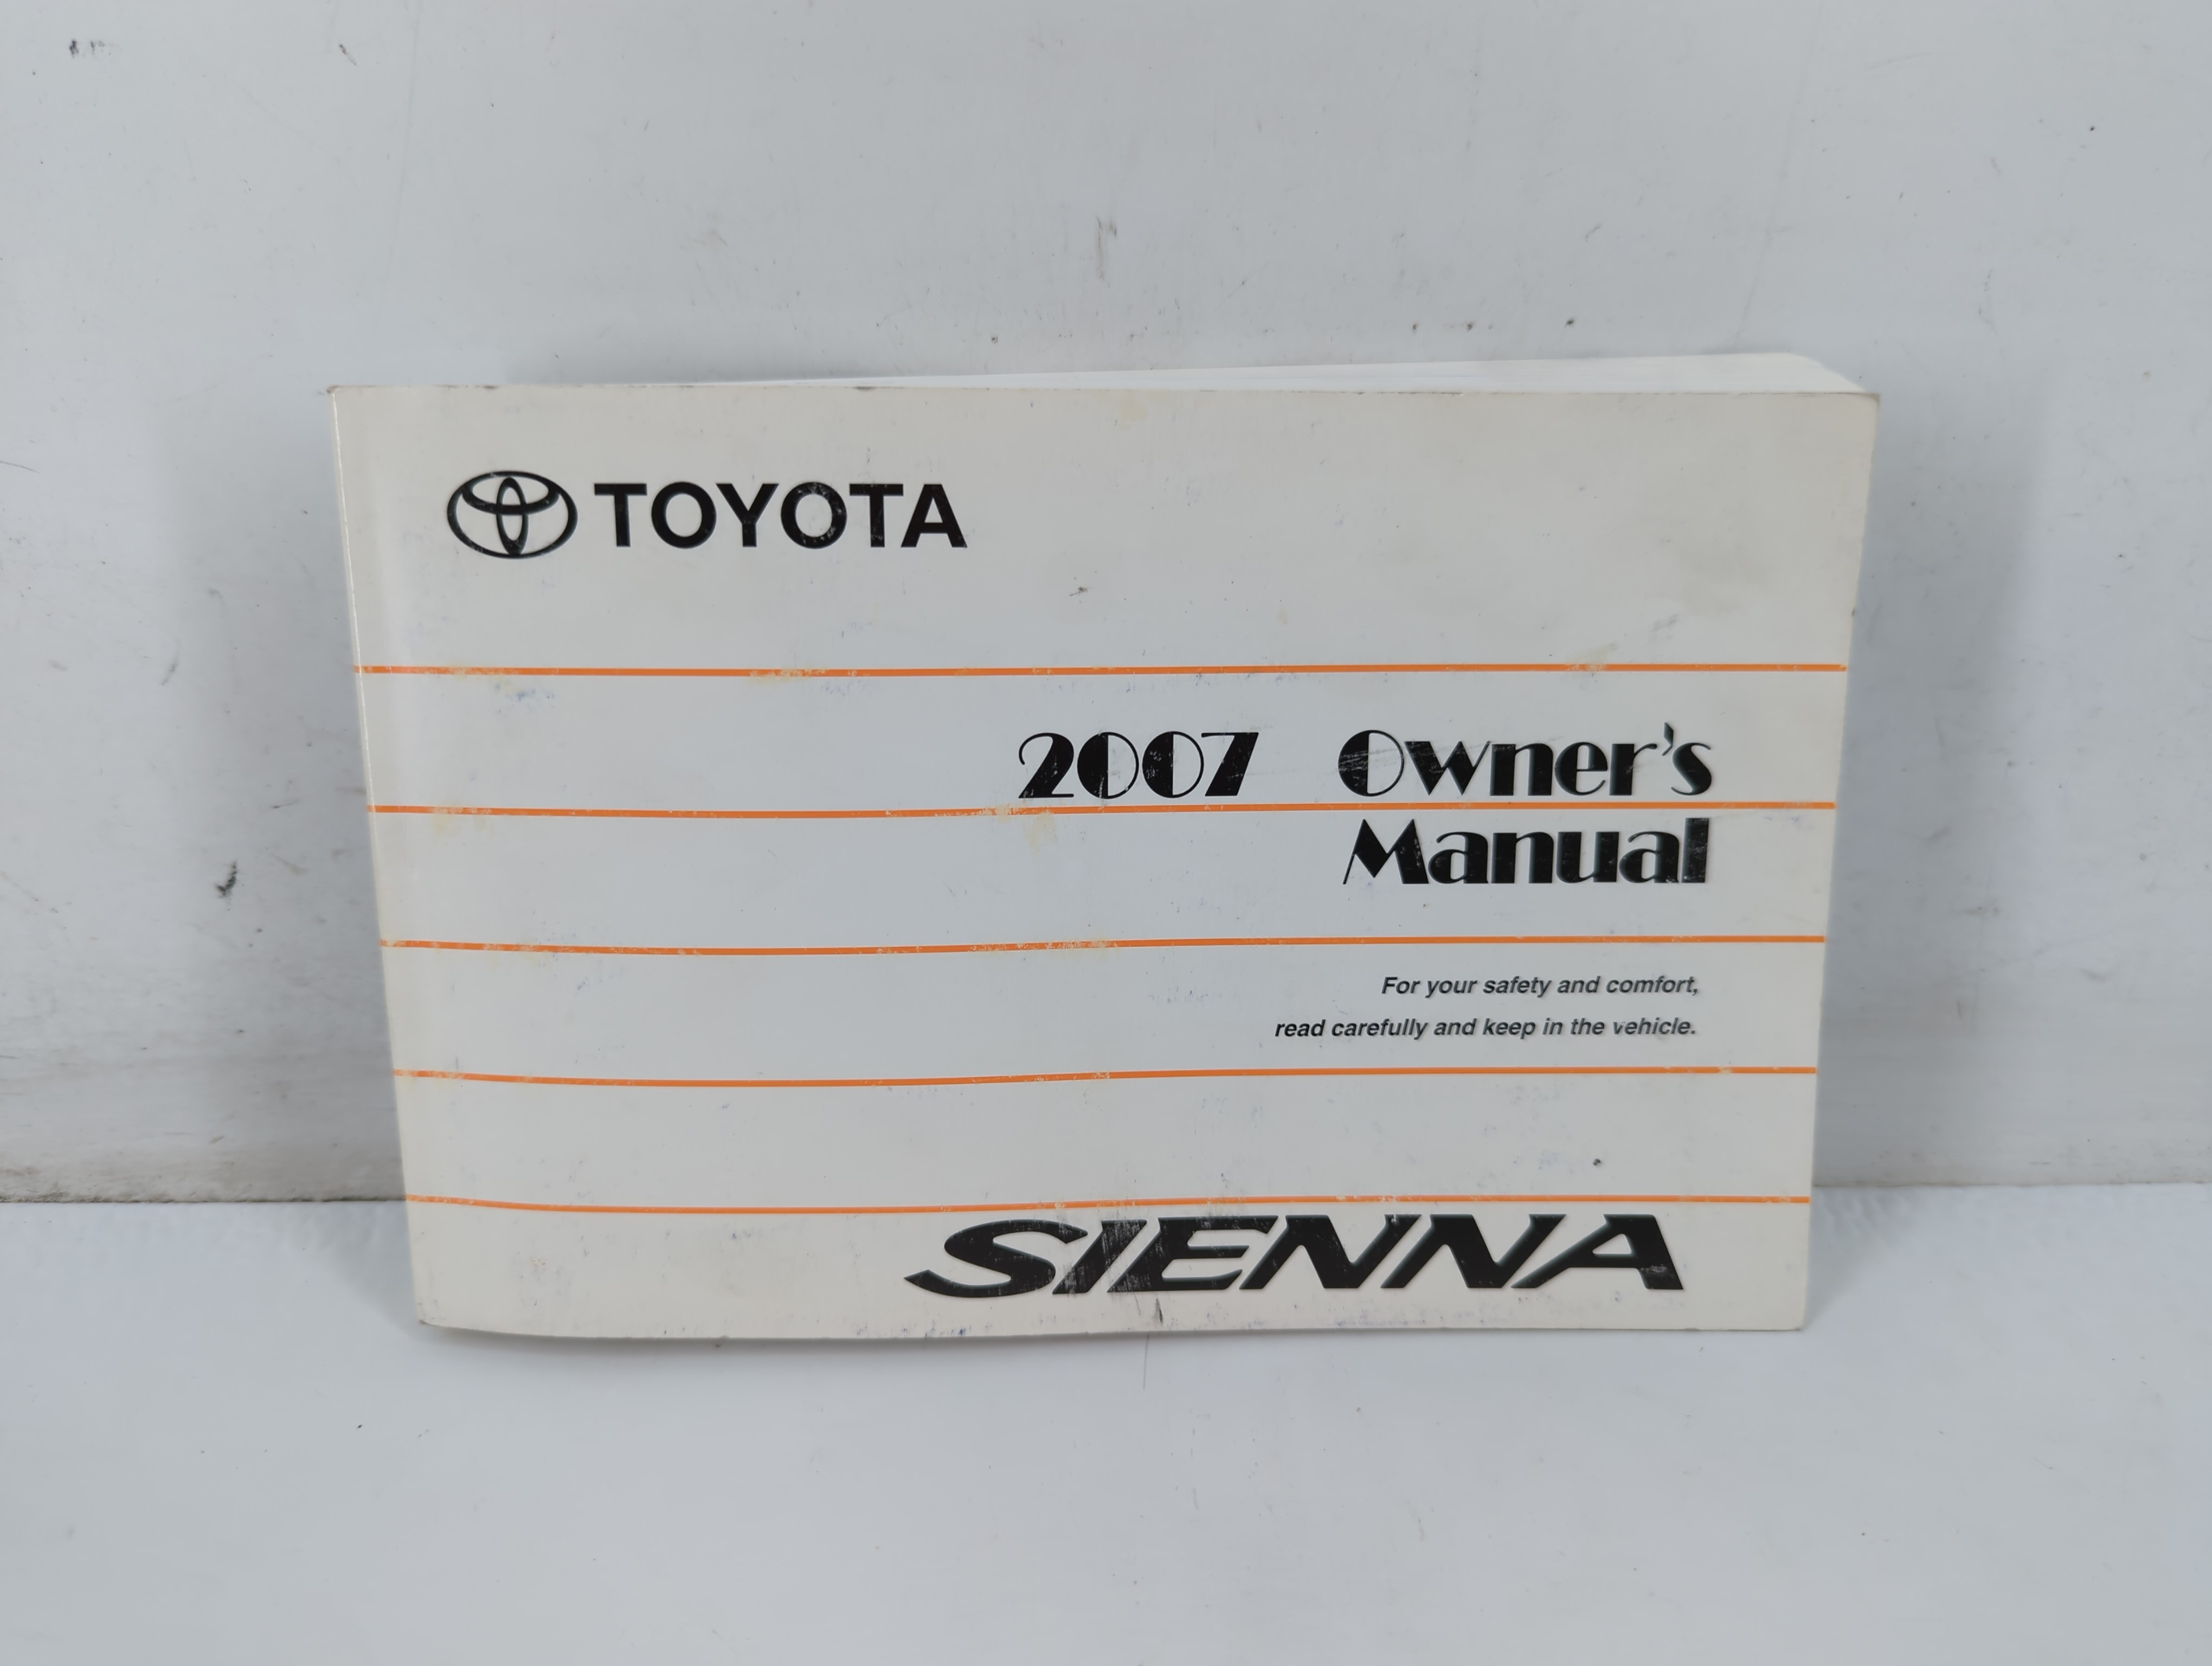 TOYOTA
2007 Owner's
Manual
For your safety and comfort,
read carefully and keep in the vehicle.
SIENNA